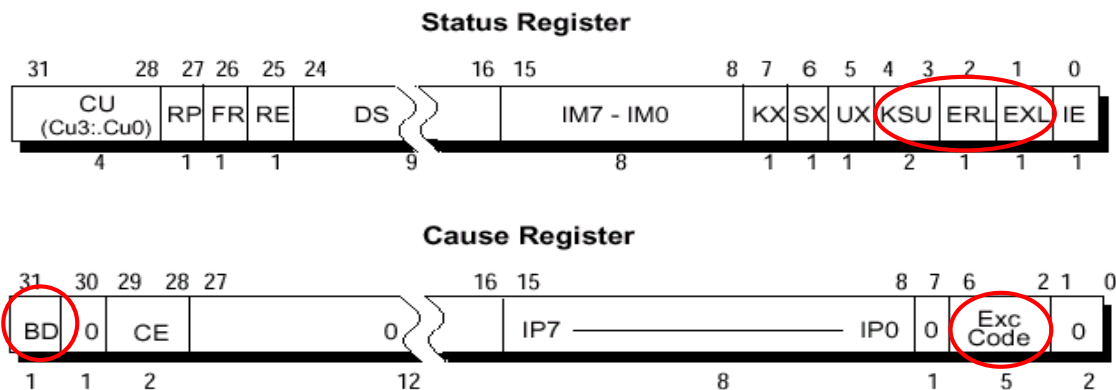 Status Register
31 28 27 26 25 24 16 15 8 7 6 5 4 3 2 1 0
CU RP FR RE DS IM7 - IM0 KX SX UX KSU ERL EXL IE
(Cu3:.Cu0)
4 1 1 1 9 8 1 1 1 2 1 1 1
Cause Register
31 30 29 28 27 16 15 8 7 6 2 1 0
BD 0 CE 0 IP7 IP0 0 Exc 0
Code
1 1 2 12 8 1 5 2